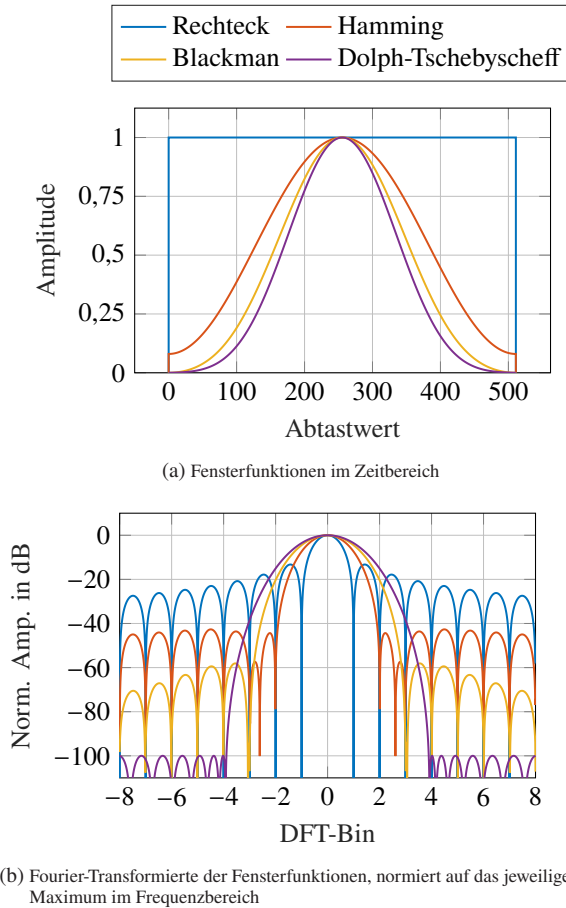 Rechteck Hamming
Blackman Dolph-Tschebyscheff
1
0,75
0,5
0,25
0
Amplitude
0 100 200 300 400 500
Abtastwert
(a) Fensterfunktionen im Zeitbereich
0
−20
−40
−60
−80
−100
Norm. Amp. in dB
−8 −6 −4 −2 0 2 4 6 8
DFT-Bin
(b) Fourier-Transformierte der Fensterfunktionen, normiert auf das jeweilige
Maximum im Frequenzbereich